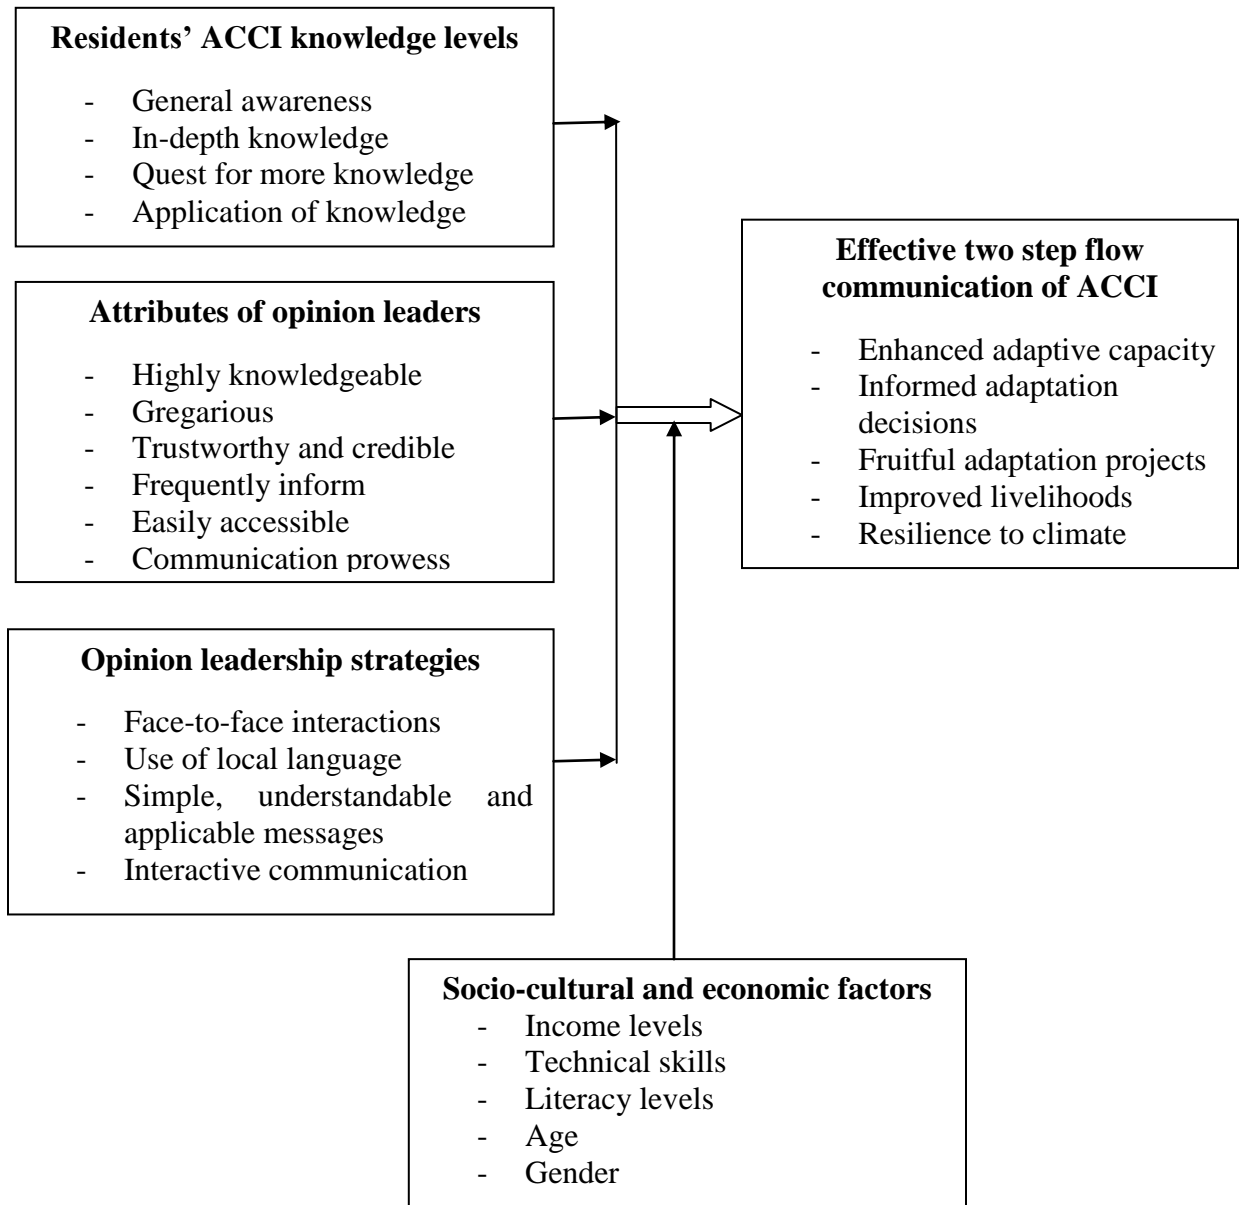 Residents’ ACCI knowledge levels
- General awareness
- In-depth knowledge
- Quest for more knowledge
- Application of knowledge
Attributes of opinion leaders
- Highly knowledgeable
- Gregarious
- Trustworthy and credible
- Frequently inform
- Easily accessible
- Communication prowess
Opinion leadership strategies
- Face-to-face interactions
- Use of local language
- Simple, understandable and
applicable messages
- Interactive communication
Effective two step flow
communication of ACCI
- Enhanced adaptive capacity
- Informed adaptation
decisions
- Fruitful adaptation projects
- Improved livelihoods
- Resilience to climate
Socio-cultural and economic factors
- Income levels
- Technical skills
- Literacy levels
- Age
- Gender